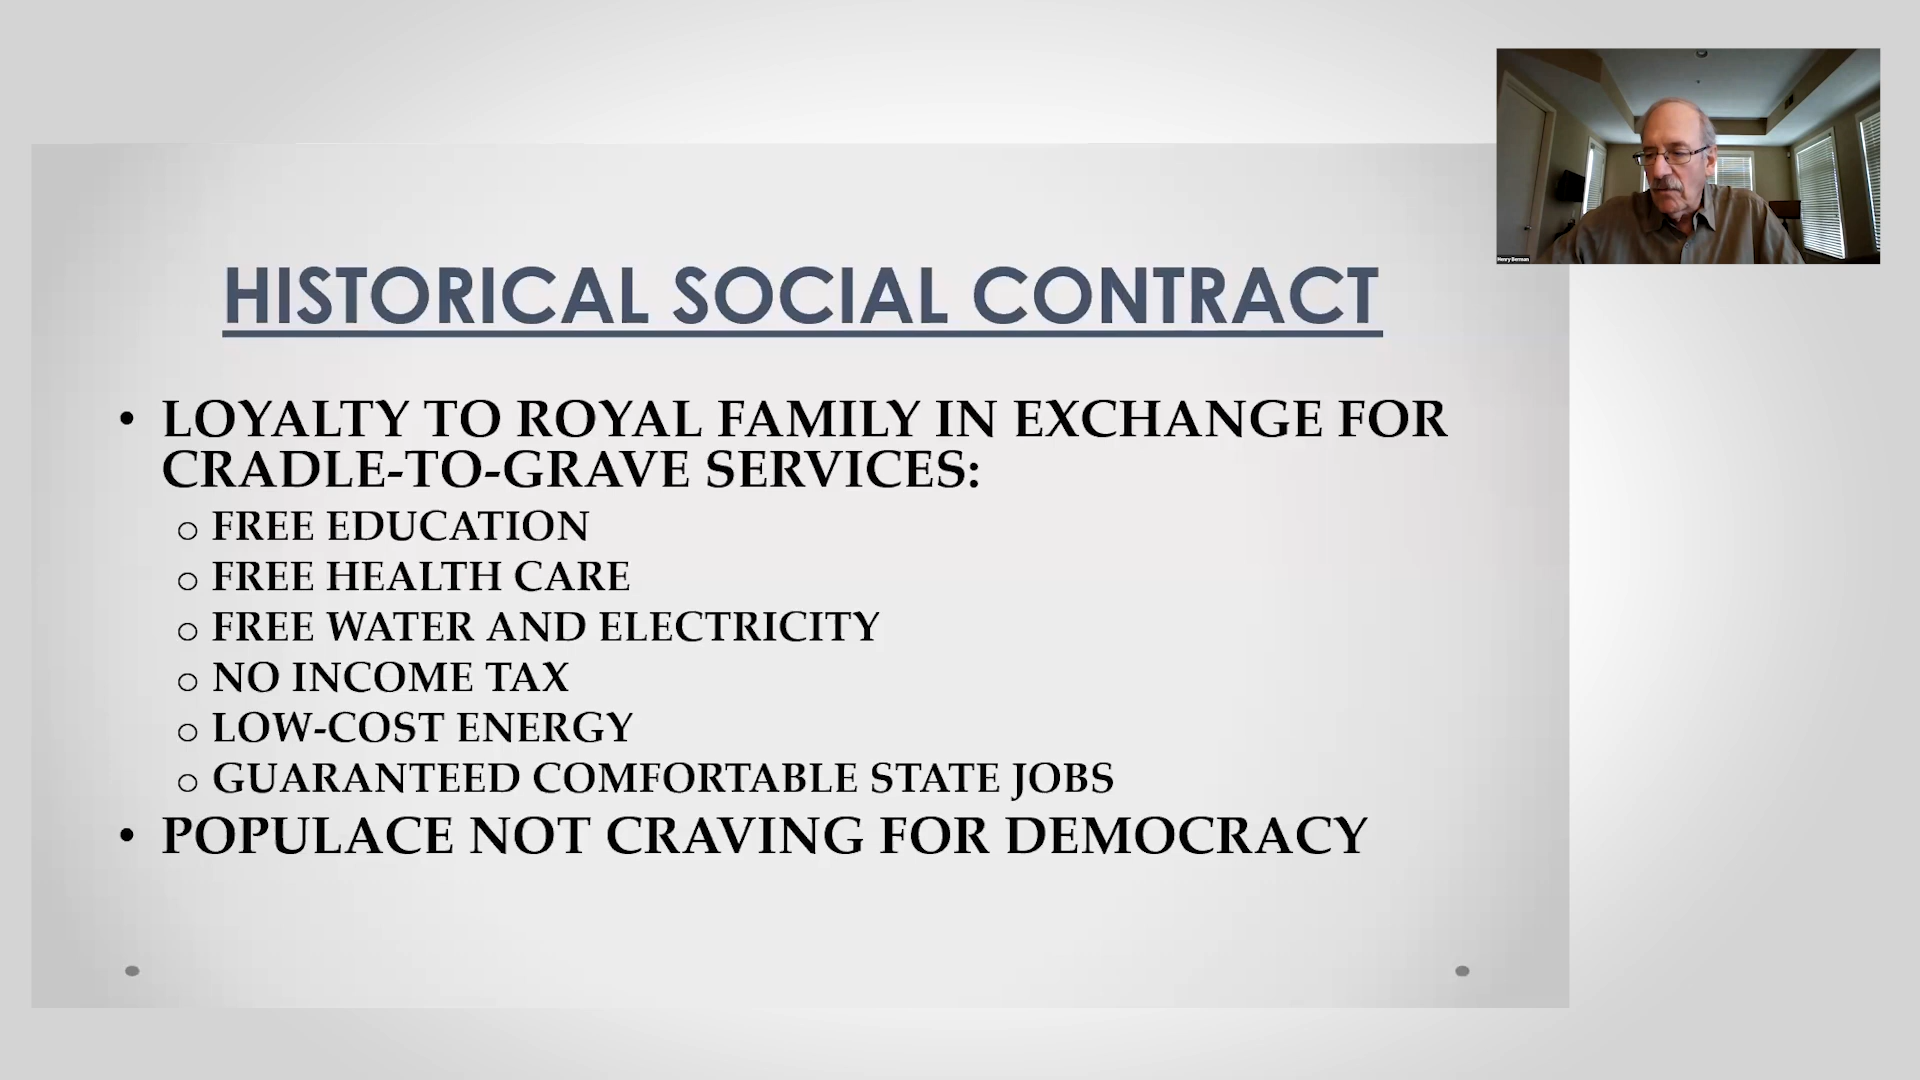 Henry Berman
HISTORICAL SOCIAL CONTRACT
• LOYALTY TO ROYAL FAMILY IN EXCHANGE FOR
CRADLE-TO-GRAVE SERVICES:
o FREE EDUCATION
o FREE HEALTH CARE
o FREE WATER AND ELECTRICITY
o NO INCOME TAX
o LOW-COST ENERGY
o GUARANTEED COMFORTABLE STATE JOBS
• POPULACE NOT CRAVING FOR DEMOCRACY